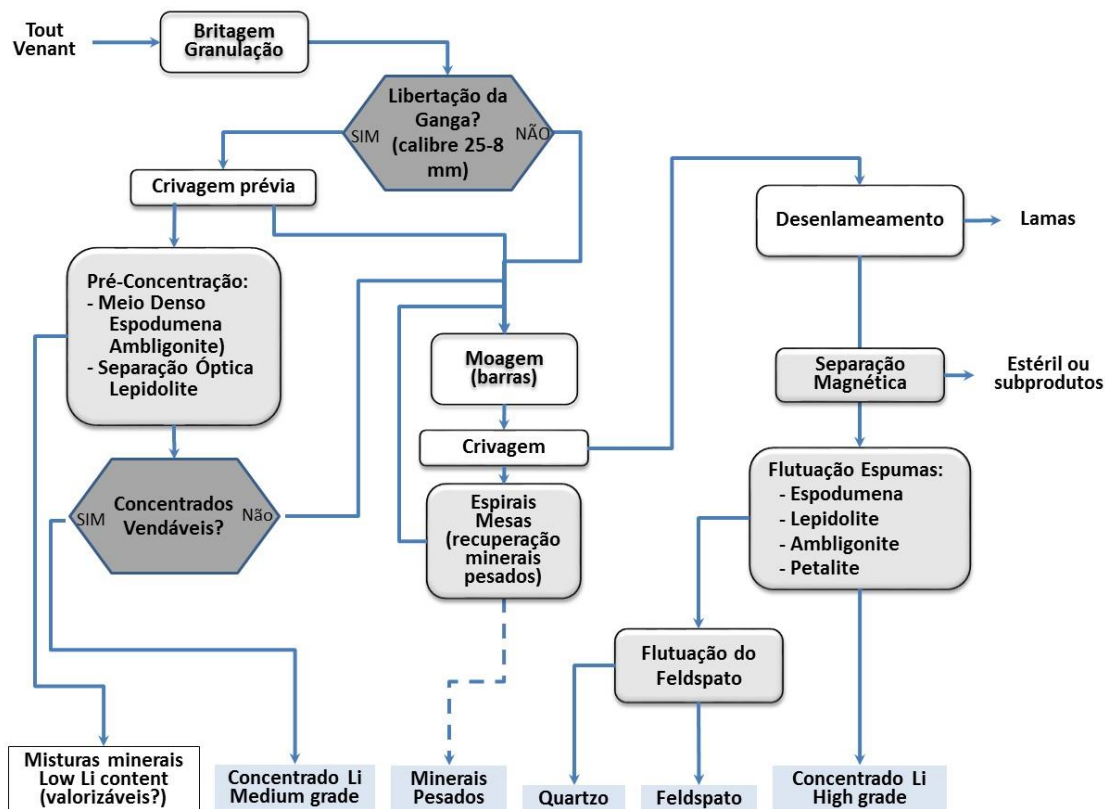 Tout
Venant
Britagem
Granulação
Libertação da
Ganga?
SIM
NÃO
(calibre 25-8
mm)
Crivagem prévia
Desenlameamento
Lamas
Pré-Concentração:
- Meio Denso
Espodumena
Ambligonite)
- Separação Óptica
Lepidolite
Moagem
(barras)
Separação
Magnética
Estéril ou
subprodutos
Crivagem
Concentrados
Vendáveis?
SIM
Não
Espirais
Mesas
(recuperação
minerais
pesados)
Flutuação Espumas:
- Espodumena
- Lepidolite
- Ambligonite
- Petalite
Flutuação do
Feldspato
Misturas minerais
Low Li content
(valorizáveis?)
Concentrado Li
Medium grade
Minerais
Pesados
Quartzo
Feldspato
Concentrado Li
High grade